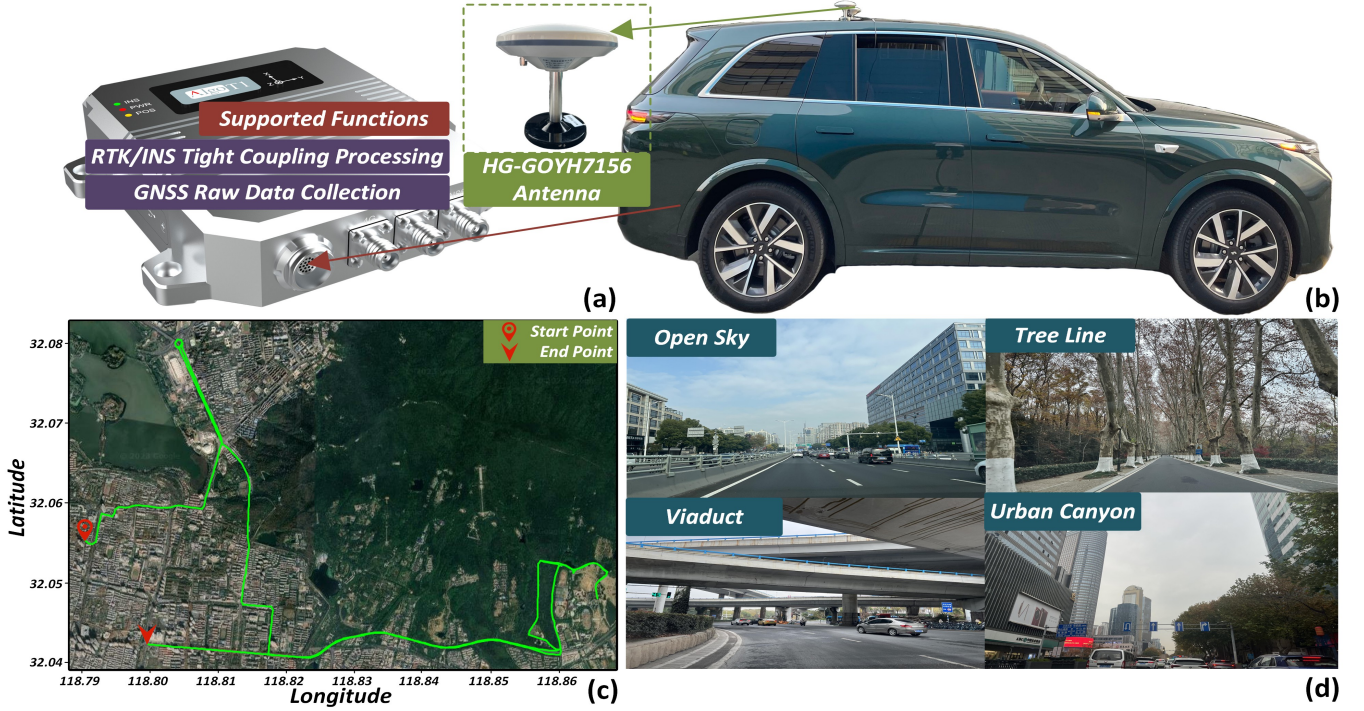 INS
PWR
POS
Supported Functions
RTK/INS Tight Coupling Processing
GNSS Raw Data Collection
HG-GOYH7156
Antenna
(a)
(b)
Start Point
End Point
32.08
32.07
32.06
32.05
32.04
Latitude
118.79 118.80 118.81 118.82 118.83 118.84 118.85 118.86
Longitude
(c)
Open Sky
Tree Line
Viaduct
Urban Canyon
(d)